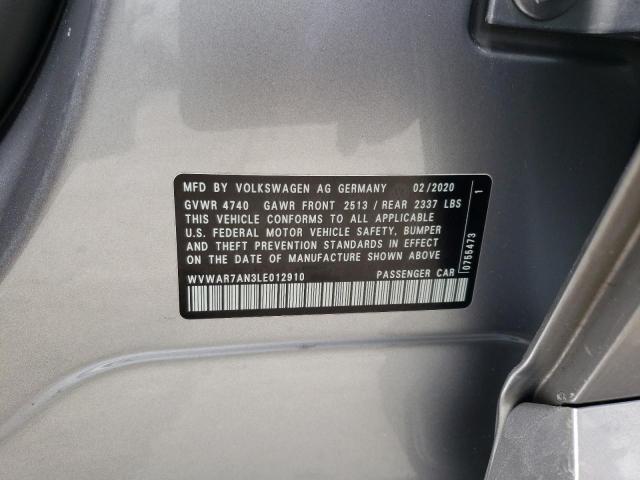 MFD BY VOLKSWAGEN AG GERMANY 02/2020
GVWR 4740 GAWR FRONT 2513 / REAR 2337 LBS
THIS VEHICLE CONFORMS TO ALL APPLICABLE
U.S. FEDERAL MOTOR VEHICLE SAFETY, BUMPER
AND THEFT PREVENTION STANDARDS IN EFFECT
ON THE DATE OF MANUFACTURE SHOWN ABOVE
WVWAR7AN3LE012910 PASSENGER CAR
0755473 1